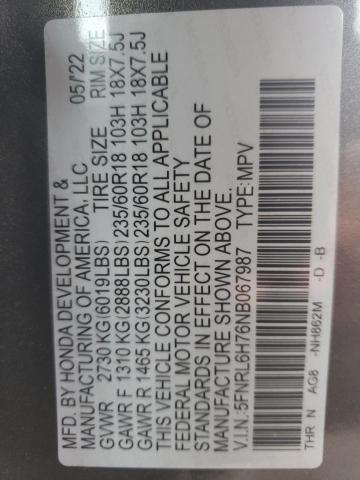 MFD. BY HONDA DEVELOPMENT &
MANUFACTURING OF AMERICA, LLC 05/'22
GVWR 2730 KG(6019LBS) TIRE SIZE RIM SIZE
GAWR F 1310 KG(2888LBS)235/60R18 103H 18X7.5J
GAWR R 1465 KG(3230LBS)235/60R18 103H 18X7.5J
THIS VEHICLE CONFORMS TO ALL APPLICABLE
FEDERAL MOTOR VEHICLE SAFETY
STANDARDS IN EFFECT ON THE DATE OF
MANUFACTURE SHOWN ABOVE.
V.I.N.:5FNRL6H76NB067987 TYPE:MPV
THR N AG8 -NH862M -D -B